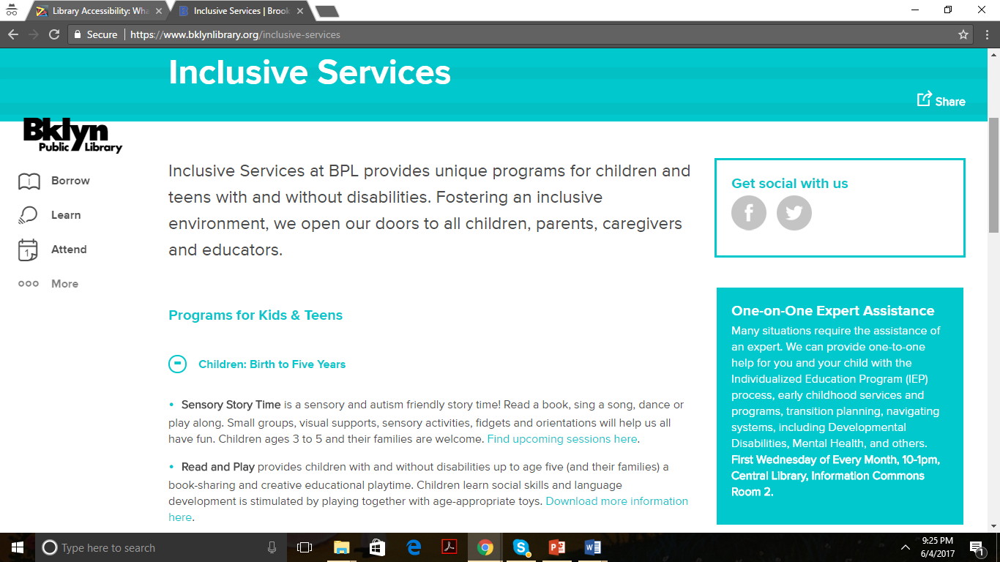 Library Accessibility: Wha
Inclusive Services | Brook
Secure
https://www.bklynlibrary.org/inclusive-services
Inclusive Services
Share
Bklyn
Public Library
Borrow
Learn
1
Attend
More
Inclusive Services at BPL provides unique programs for children and
teens with and without disabilities. Fostering an inclusive
environment, we open our doors to all children, parents, caregivers
and educators.
Programs for Kids & Teens
Children: Birth to Five Years
• Sensory Story Time is a sensory and autism friendly story time! Read a book, sing a song, dance or
play along. Small groups, visual supports, sensory activities, fidgets and orientations will help us all
have fun. Children ages 3 to 5 and their families are welcome. Find upcoming sessions here.
• Read and Play provides children with and without disabilities up to age five (and their families) a
book-sharing and creative educational playtime. Children learn social skills and language
development is stimulated by playing together with age-appropriate toys. Download more information
here.
Get social with us
One-on-One Expert Assistance
Many situations require the assistance of
an expert. We can provide one-to-one
help for you and your child with the
Individualized Education Program (IEP)
process, early childhood services and
programs, transition planning, navigating
systems, including Developmental
Disabilities, Mental Health, and others.
First Wednesday of Every Month, 10-1pm,
Central Library, Information Commons
Room 2.
Type here to search
9:25 PM
6/4/2017
1